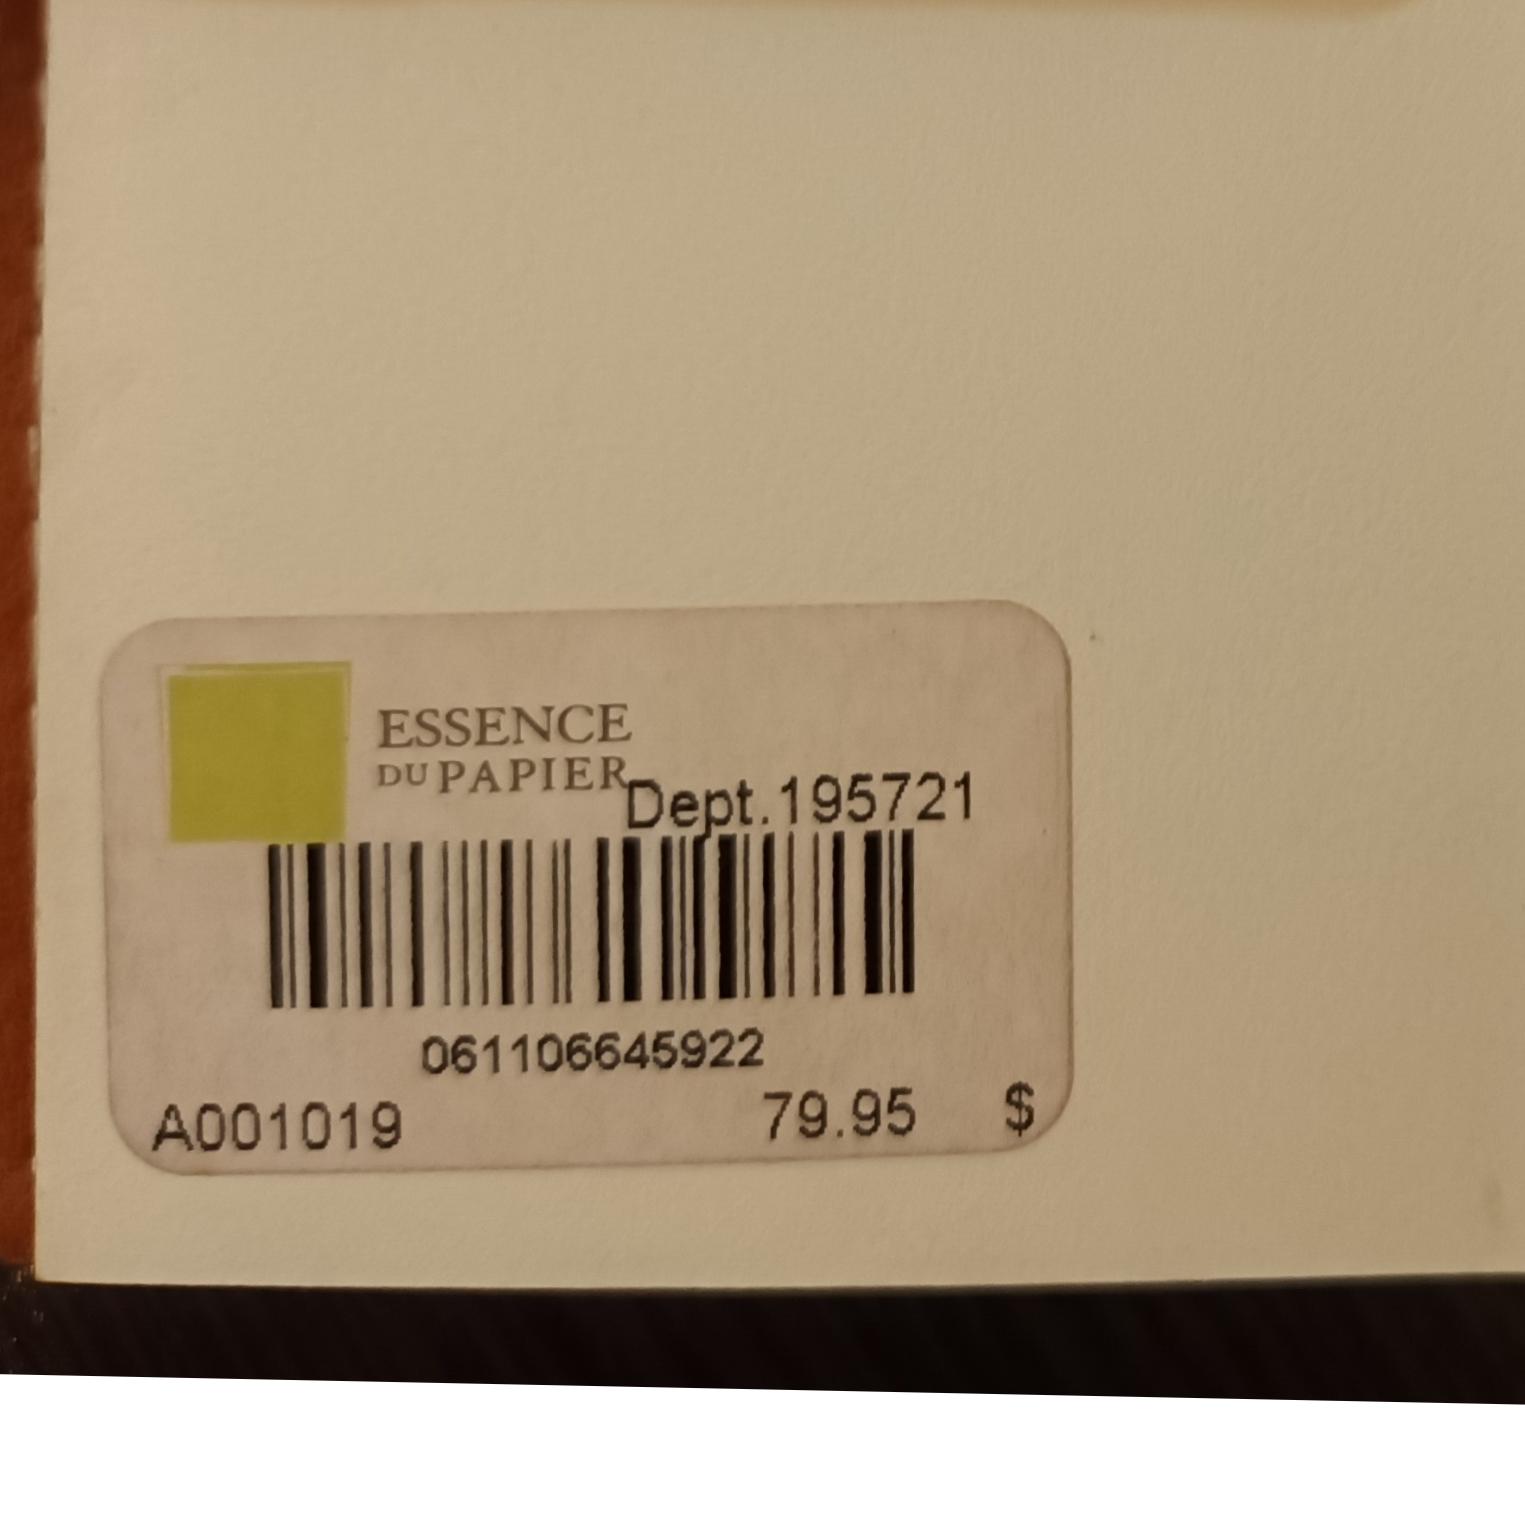 ESSENCE
DU PAPIER
Dept.195721
061106645922
A001019 79.95 $